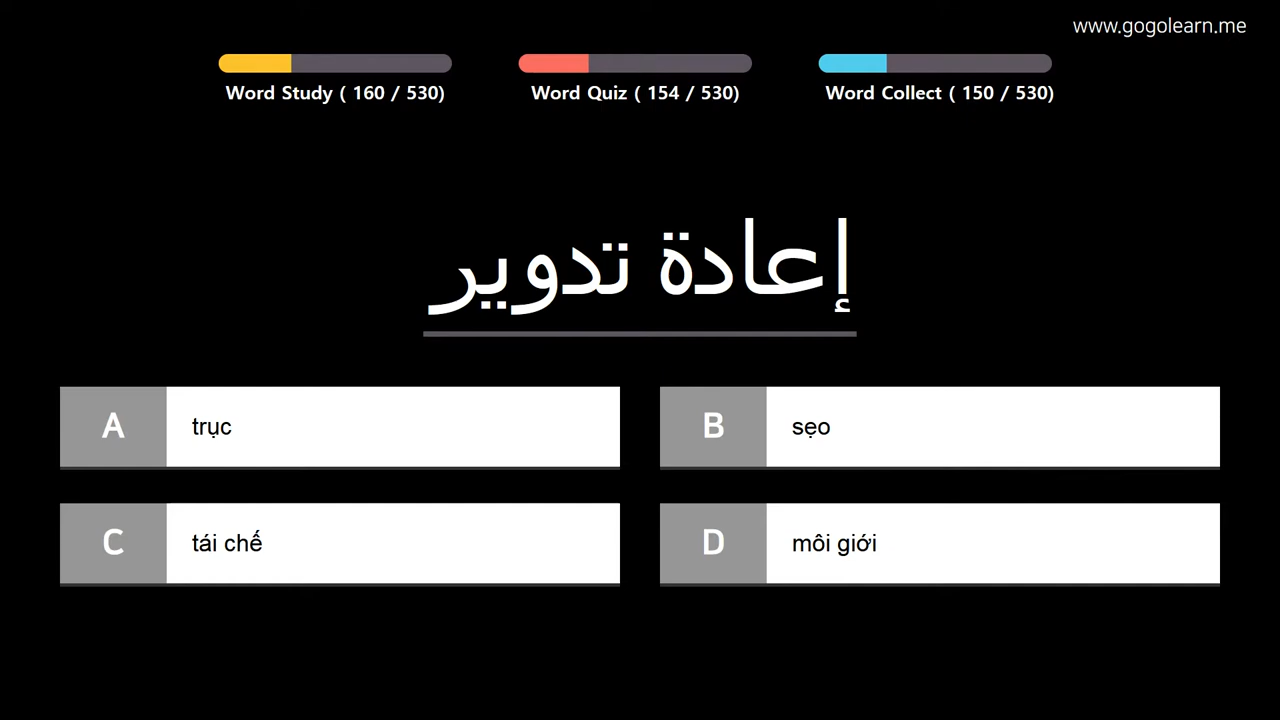 www.gogolearn.me
Word Study ( 160 / 530)
Word Quiz ( 154 / 530)
Word Collect ( 150 / 530)
إعادة تدوير
A
trục
B
sẹo
C
tái chế
D
môi giới